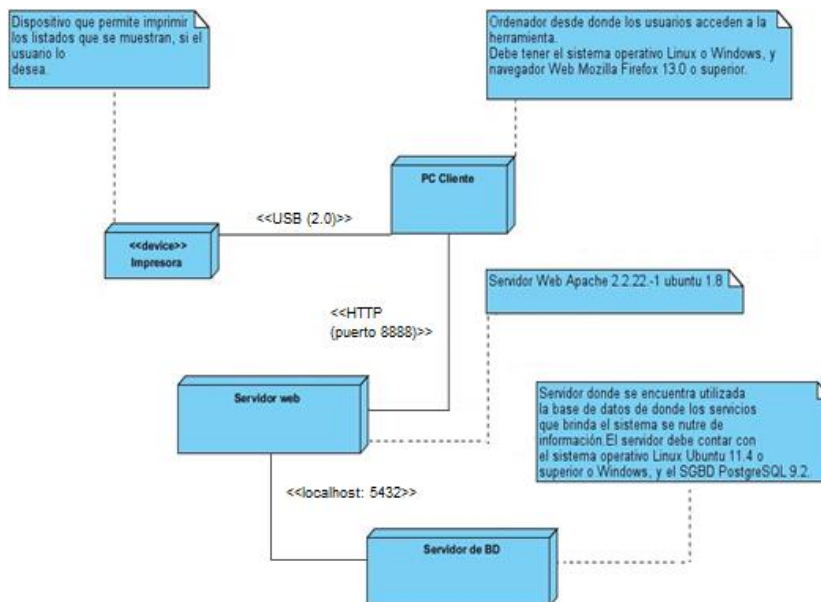 Dispositivo que permite imprimir
los listados que se muestran, si el
usuario lo
desea.
Ordenador desde donde los usuarios acceden a la
herramienta.
Debe tener el sistema operativo Linux o Windows, y
navegador Web Mozilla Firefox 13.0 o superior.
PC Cliente
<<USB (2.0)>>
<<device>>
Impresora
Servidor Web Apache 2.2.22.-1 ubuntu 1.8
<<HTTP
(puerto 8888)>>
Servidor web
Servidor donde se encuentra utilizada
la base de datos de donde los servicios
que brinda el sistema se nutre de
información.El servidor debe contar con
el sistema operativo Linux Ubuntu 11.4 o
superior o Windows, y el SGBD PostgreSQL 9.2.
<<localhost: 5432>>
Servidor de BD